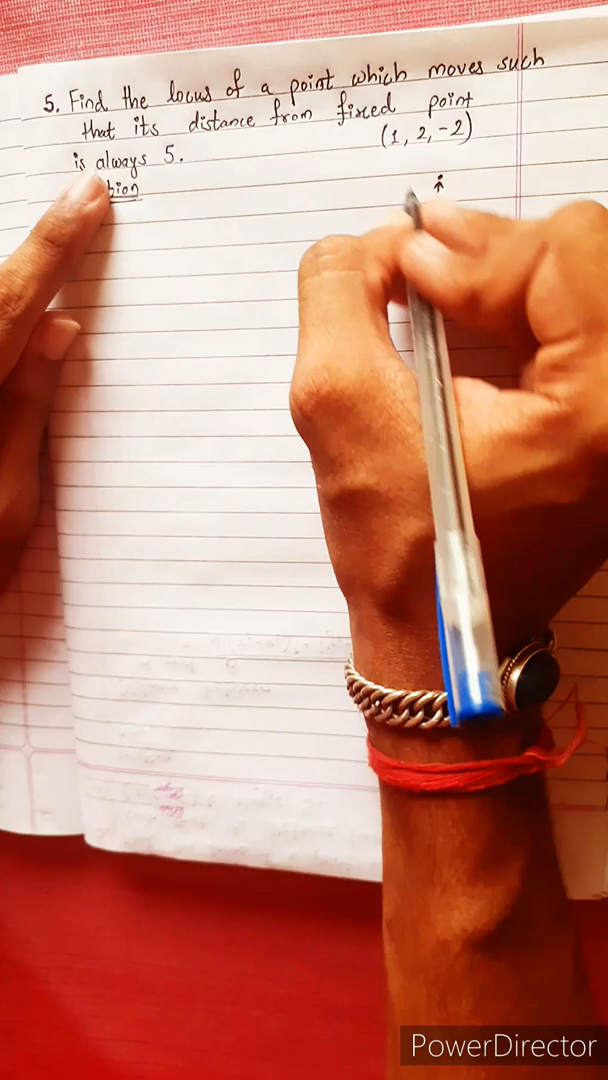 5. Find the locus of a point which moves such
that its distance from fixed point
(1, 2, -2)
is always 5.
PowerDirector